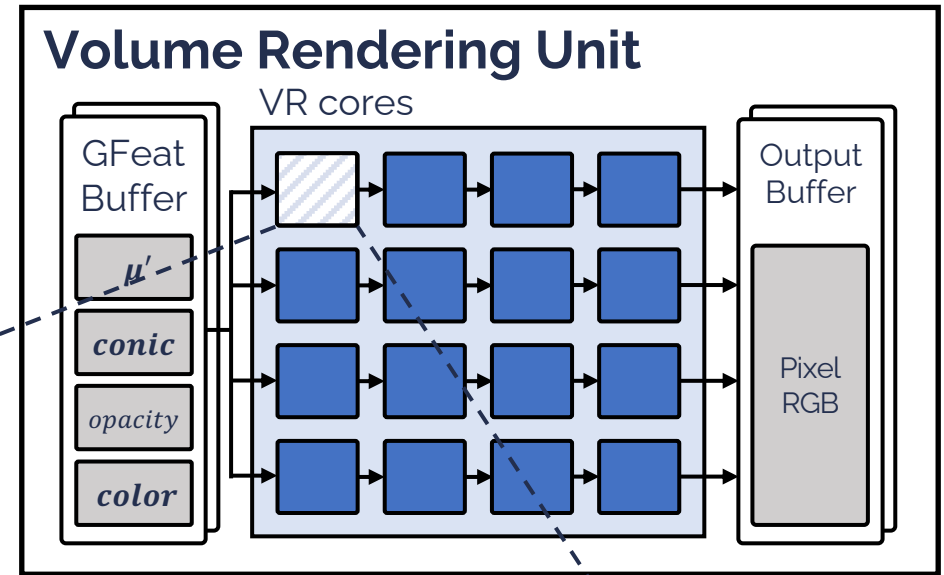 Volume Rendering Unit
VR cores
GFeat
Buffer
μ′
conic
opacity
color
Output
Buffer
Pixel
RGB